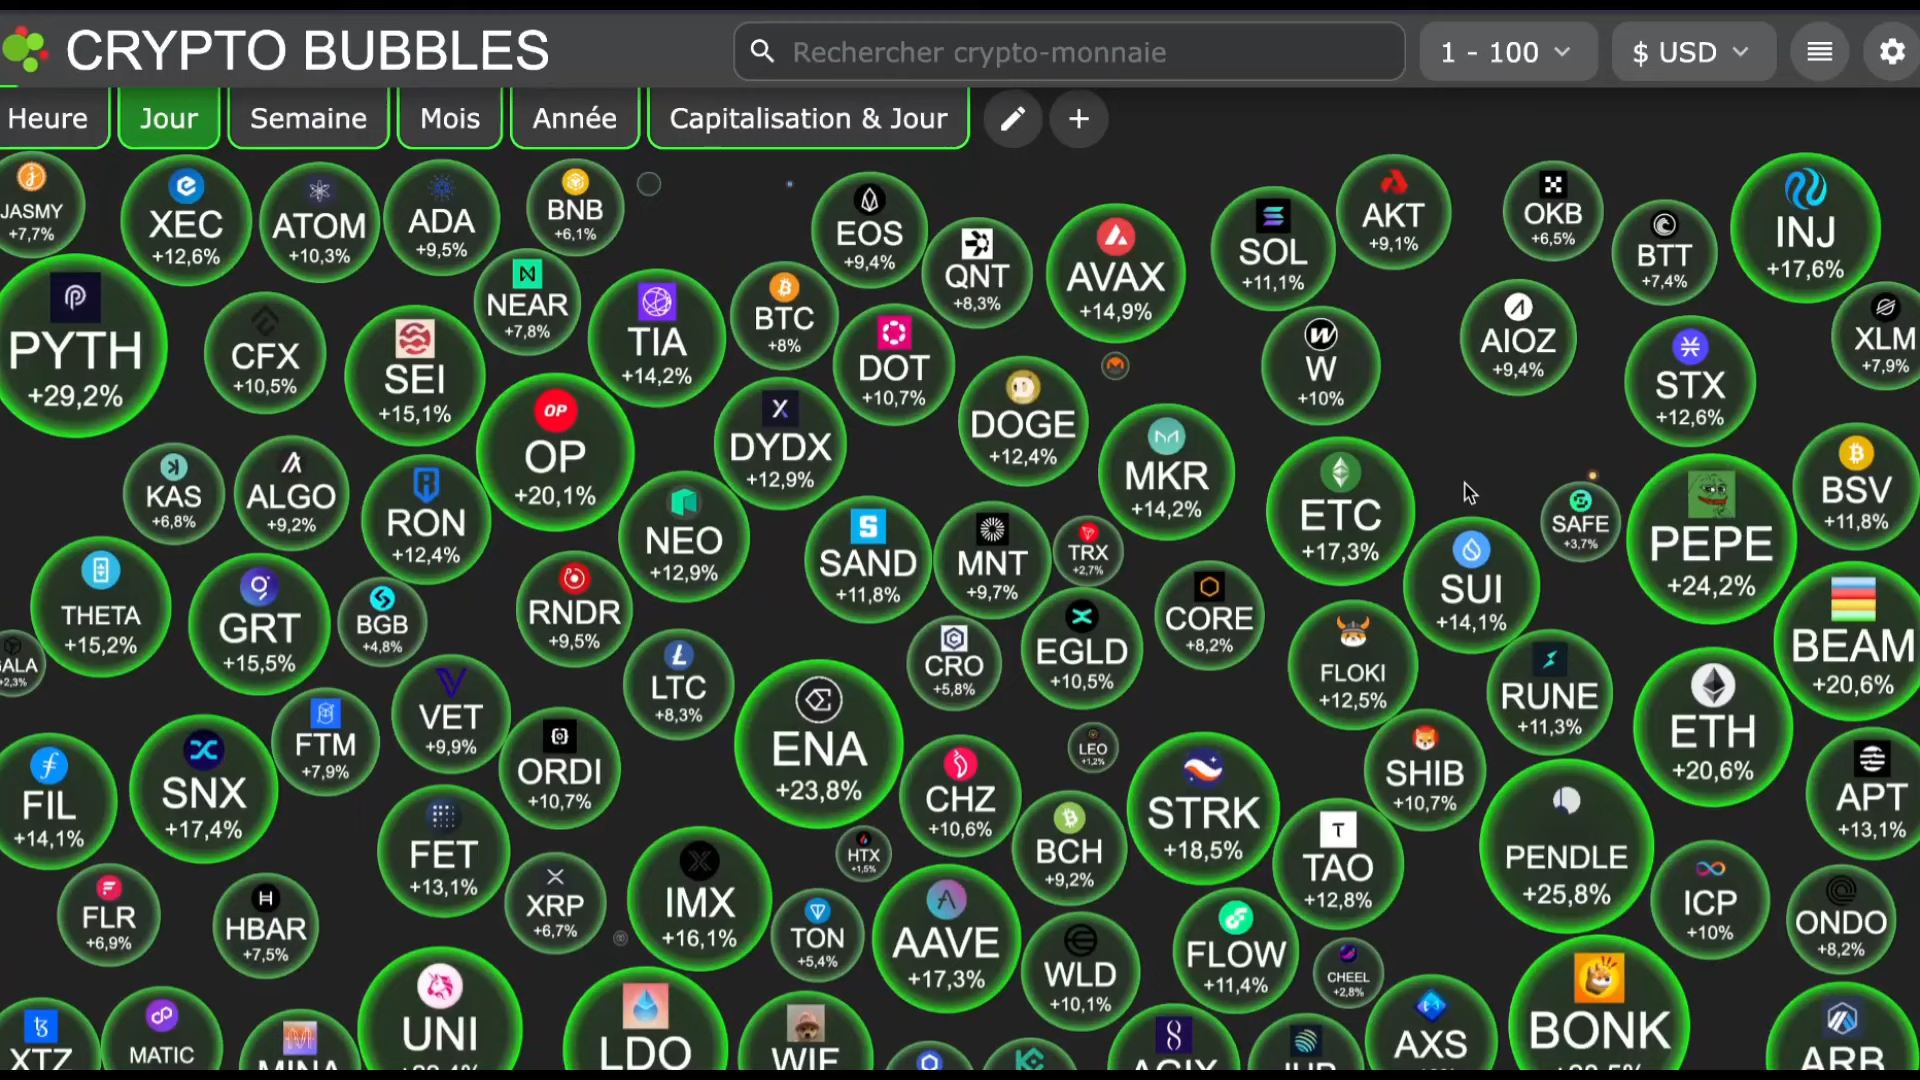 CRYPTO BUBBLES
Rechercher crypto-monnaie
1 - 100
$ USD
Heure
Jour
Semaine
Mois
Année
Capitalisation & Jour
JASMY
+7,7%
XEC
+12,6%
ATOM
+10,3%
ADA
+9,5%
BNB
+6,1%
EOS
+9,4%
QNT
+8,3%
AVAX
+14,9%
SOL
+11,1%
AKT
+9,1%
OKB
+6,5%
BTT
+7,4%
INJ
+17,6%
PYTH
+29,2%
CFX
+10,5%
SEI
+15,1%
NEAR
+7,8%
TIA
+14,2%
BTC
+8%
DOT
+10,7%
DOGE
+12,4%
W
+10%
AIOZ
+9,4%
STX
+12,6%
XLM
+7,9%
KAS
+6,8%
ALGO
+9,2%
RON
+12,4%
OP
+20,1%
DYDX
+12,9%
MKR
+14,2%
ETC
+17,3%
SAFE
+3,7%
PEPE
+24,2%
BSV
+11,8%
THETA
+15,2%
GRT
+15,5%
BGB
+4,8%
RNDR
+9,5%
NEO
+12,9%
SAND
+11,8%
MNT
+9,7%
TRX
+2,7%
CORE
+8,2%
SUI
+14,1%
BEAM
+20,6%
LTC
+8,3%
CRO
+5,8%
EGLD
+10,5%
FLOKI
+12,5%
RUNE
+11,3%
ETH
+20,6%
FIL
+14,1%
SNX
+17,4%
FTM
+7,9%
VET
+9,9%
ORDI
+10,7%
ENA
+23,8%
CHZ
+10,6%
LEO
+1,2%
STRK
+18,5%
SHIB
+10,7%
APT
+13,1%
FET
+13,1%
HTX
+1,5%
BCH
+9,2%
TAO
+12,8%
PENDLE
+25,8%
FLR
+6,9%
HBAR
+7,5%
XRP
+6,7%
IMX
+16,1%
TON
+5,4%
AAVE
+17,3%
WLD
+10,1%
FLOW
+11,4%
CHEEL
+2,8%
ICP
+10%
ONDO
+8,2%
XTZ
MATIC
MINA
UNI
LDO
WIF
AGIX
JUP
AXS
BONK
ARB